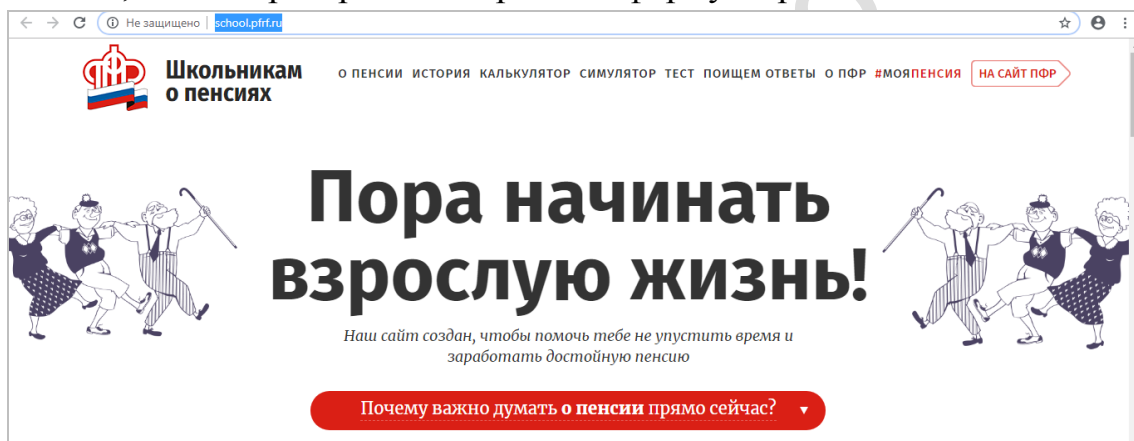 Не защищено | school.pfrf.ru
Школьникам
о пенсиях
О ПЕНСИИ ИСТОРИЯ КАЛЬКУЛЯТОР СИМУЛЯТОР ТЕСТ ПОИЩЕМ ОТВЕТЫ О ПФР #МОЯПЕНСИЯ НА САЙТ ПФР
Пора начинать
взрослую жизнь!
Наш сайт создан, чтобы помочь тебе не упустить время и
заработать достойную пенсию
Почему важно думать о пенсии прямо сейчас?